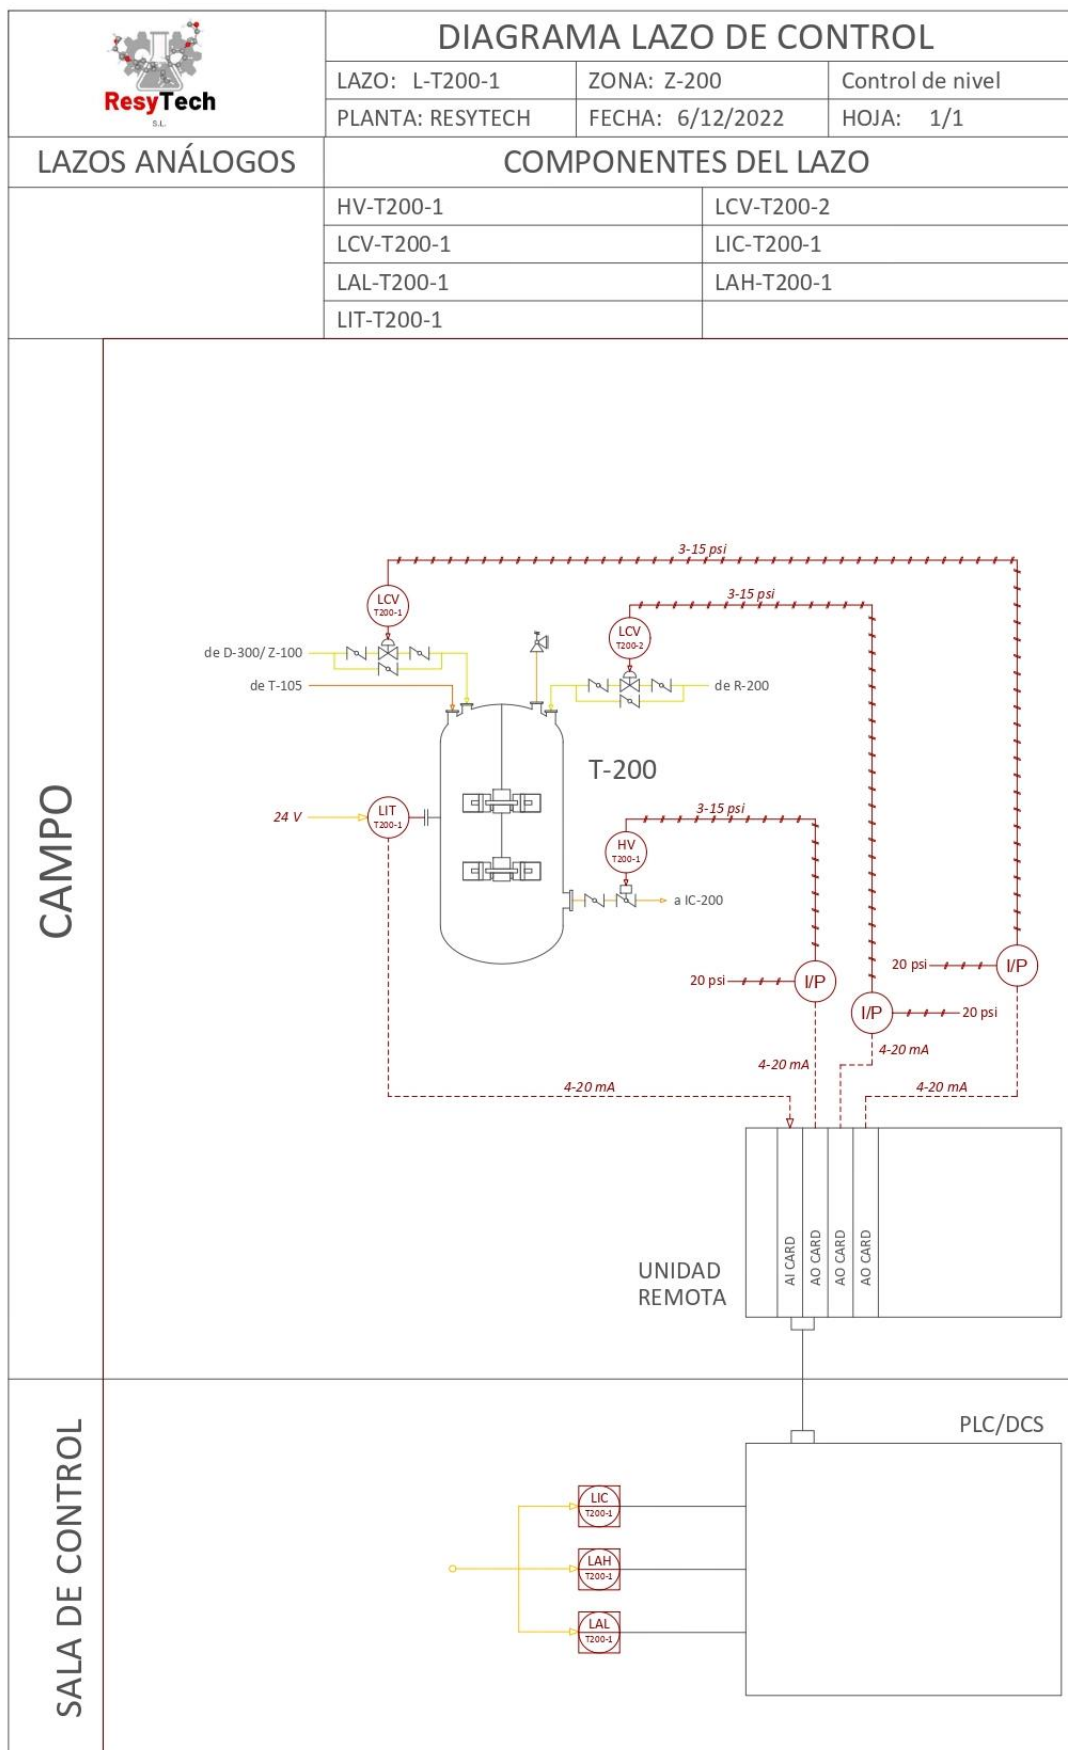 ResyTech
S.L.
DIAGRAMA LAZO DE CONTROL
LAZO: L-T200-1
ZONA: Z-200
Control de nivel
PLANTA: RESYTECH
FECHA: 6/12/2022
HOJA: 1/1
LAZOS ANÁLOGOS
COMPONENTES DEL LAZO
HV-T200-1
LCV-T200-2
LCV-T200-1
LIC-T200-1
LAL-T200-1
LAH-T200-1
LIT-T200-1
CAMPO
3-15 psi
LCV
T200-1
3-15 psi
LCV
T200-2
de D-300/ Z-100
de T-105
de R-200
T-200
24 V
LIT
T200-1
3-15 psi
HV
T200-1
a IC-200
20 psi
I/P
20 psi
I/P
I/P
20 psi
4-20 mA
4-20 mA
4-20 mA
4-20 mA
AI CARD
AO CARD
AO CARD
AO CARD
UNIDAD
REMOTA
SALA DE CONTROL
PLC/DCS
LIC
T200-1
LAH
T200-1
LAL
T200-1